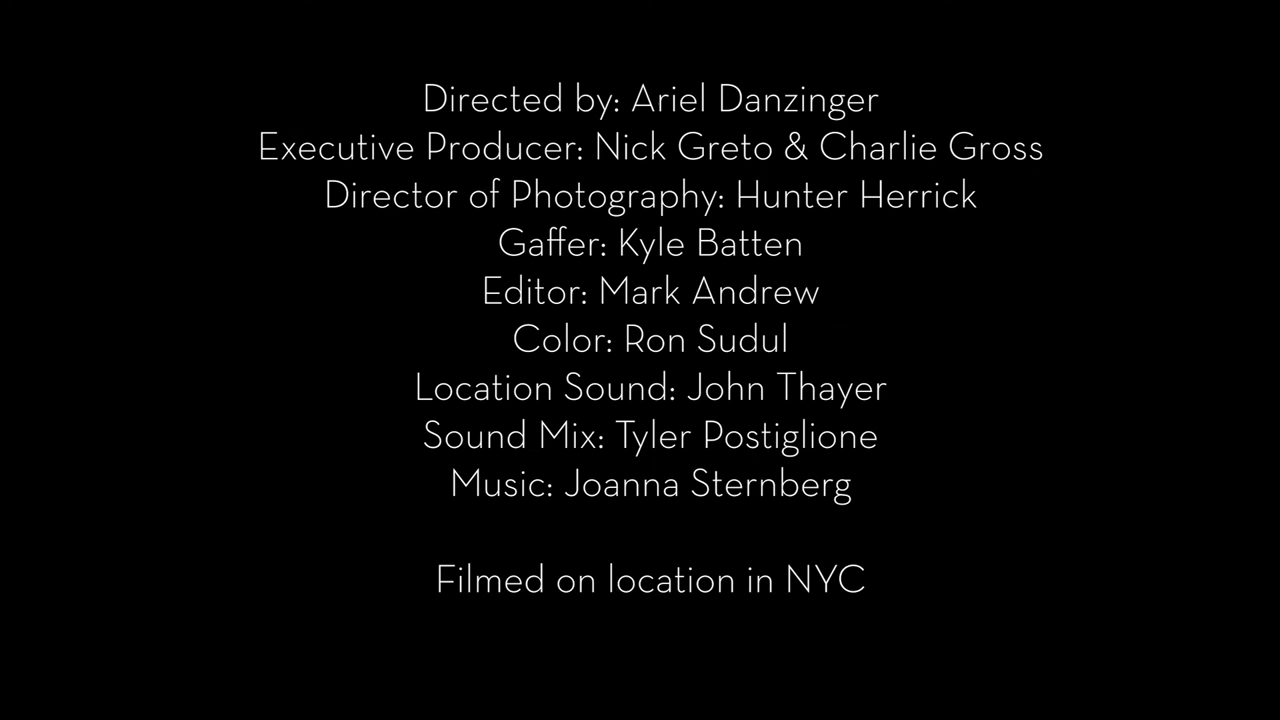 Directed by: Ariel Danzinger
Executive Producer: Nick Greto & Charlie Gross
Director of Photography: Hunter Herrick
Gaffer: Kyle Batten
Editor: Mark Andrew
Color: Ron Sudul
Location Sound: John Thayer
Sound Mix: Tyler Postiglione
Music: Joanna Sternberg
Filmed on location in NYC